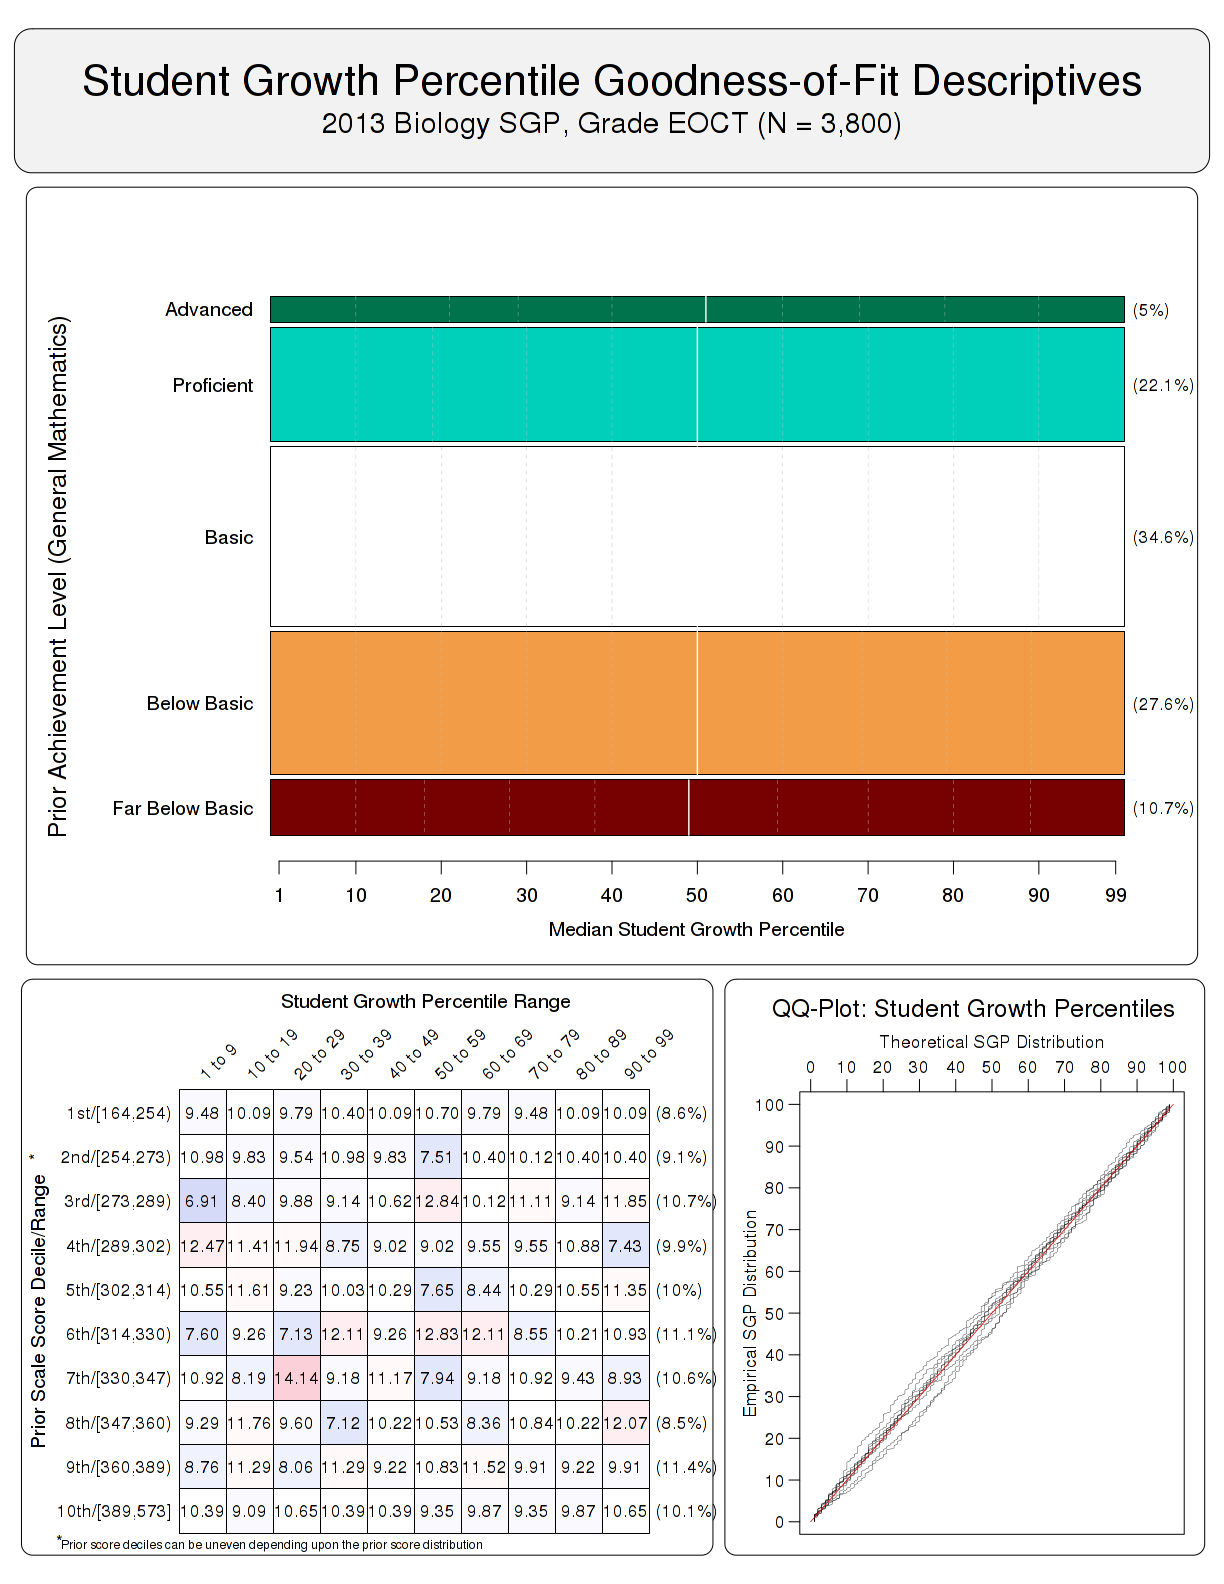 Student Growth Percentile Goodness-of-Fit Descriptives
2013 Biology SGP, Grade EOCT (N = 3,800)
Prior Achievement Level (General Mathematics)
Advanced (5%)
Proficient (22.1%)
Basic (34.6%)
Below Basic (27.6%)
Far Below Basic (10.7%)
1 10 20 30 40 50 60 70 80 90 99
Median Student Growth Percentile
Student Growth Percentile Range
1 to 9 10 to 19 20 to 29 30 to 39 40 to 49 50 to 59 60 to 69 70 to 79 80 to 89 90 to 99
Prior Scale Score Decile/Range *
1st/[164,254) 9.48 10.09 9.79 10.40 10.09 10.70 9.79 9.48 10.09 10.09 (8.6%)
2nd/[254,273) 10.98 9.83 9.54 10.98 9.83 7.51 10.40 10.12 10.40 10.40 (9.1%)
3rd/[273,289) 6.91 8.40 9.88 9.14 10.62 12.84 10.12 11.11 9.14 11.85 (10.7%)
4th/[289,302) 12.47 11.41 11.94 8.75 9.02 9.02 9.55 9.55 10.88 7.43 (9.9%)
5th/[302,314) 10.55 11.61 9.23 10.03 10.29 7.65 8.44 10.29 10.55 11.35 (10%)
6th/[314,330) 7.60 9.26 7.13 12.11 9.26 12.83 12.11 8.55 10.21 10.93 (11.1%)
7th/[330,347) 10.92 8.19 14.14 9.18 11.17 7.94 9.18 10.92 9.43 8.93 (10.6%)
8th/[347,360) 9.29 11.76 9.60 7.12 10.22 10.53 8.36 10.84 10.22 12.07 (8.5%)
9th/[360,389) 8.76 11.29 8.06 11.29 9.22 10.83 11.52 9.91 9.22 9.91 (11.4%)
10th/[389,573] 10.39 9.09 10.65 10.39 10.39 9.35 9.87 9.35 9.87 10.65 (10.1%)
*Prior score deciles can be uneven depending upon the prior score distribution
QQ-Plot: Student Growth Percentiles
Theoretical SGP Distribution
0 10 20 30 40 50 60 70 80 90 100
Empirical SGP Distribution
100
90
80
70
60
50
40
30
20
10
0